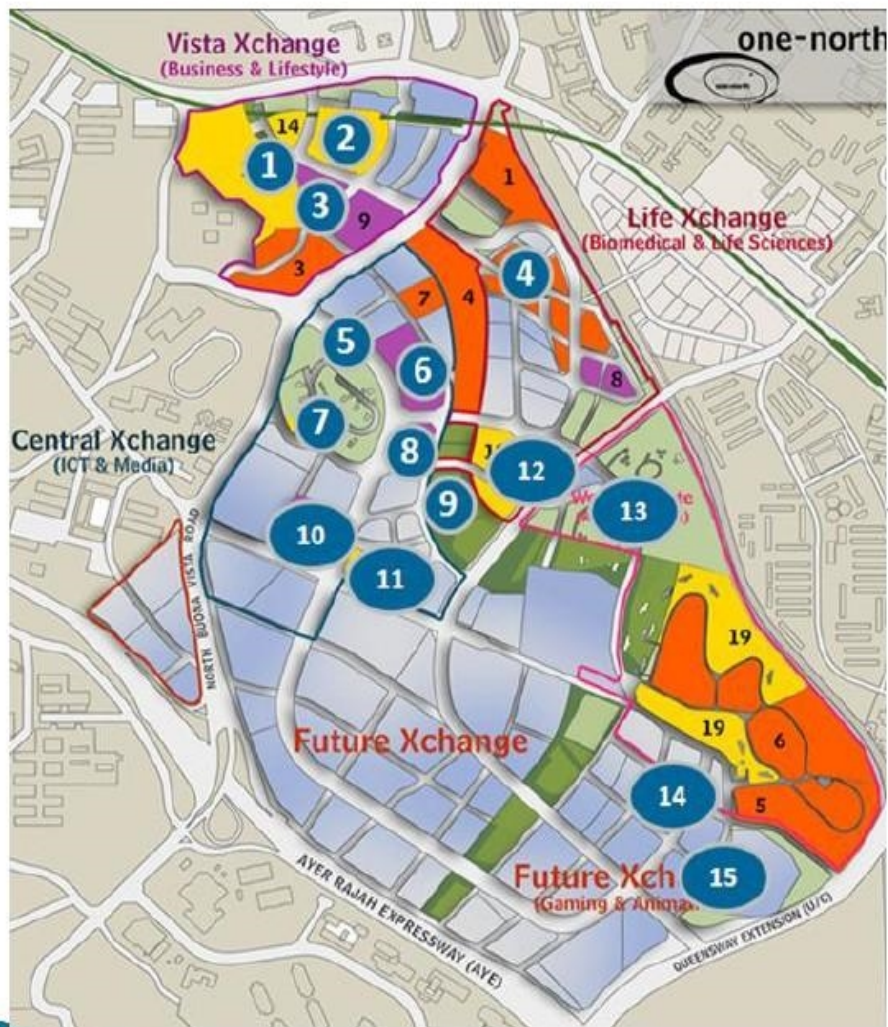 Vista Xchange
(Business & Lifestyle)
one-north
14
2
1
1
3
9
Life Xchange
(Biomedical & Life Sciences)
3
4
7
4
5
6
8
7
Central Xchange
(ICT & Media)
8
12
9
13
10
NORTH BUONA VISTA ROAD
11
19
19
6
Future Xchange
14
5
15
Future Xch
(Gaming &
AYER RAJAH EXPRESSWAY (AYE)
QUEENSWAY EXTENSION (U/C)